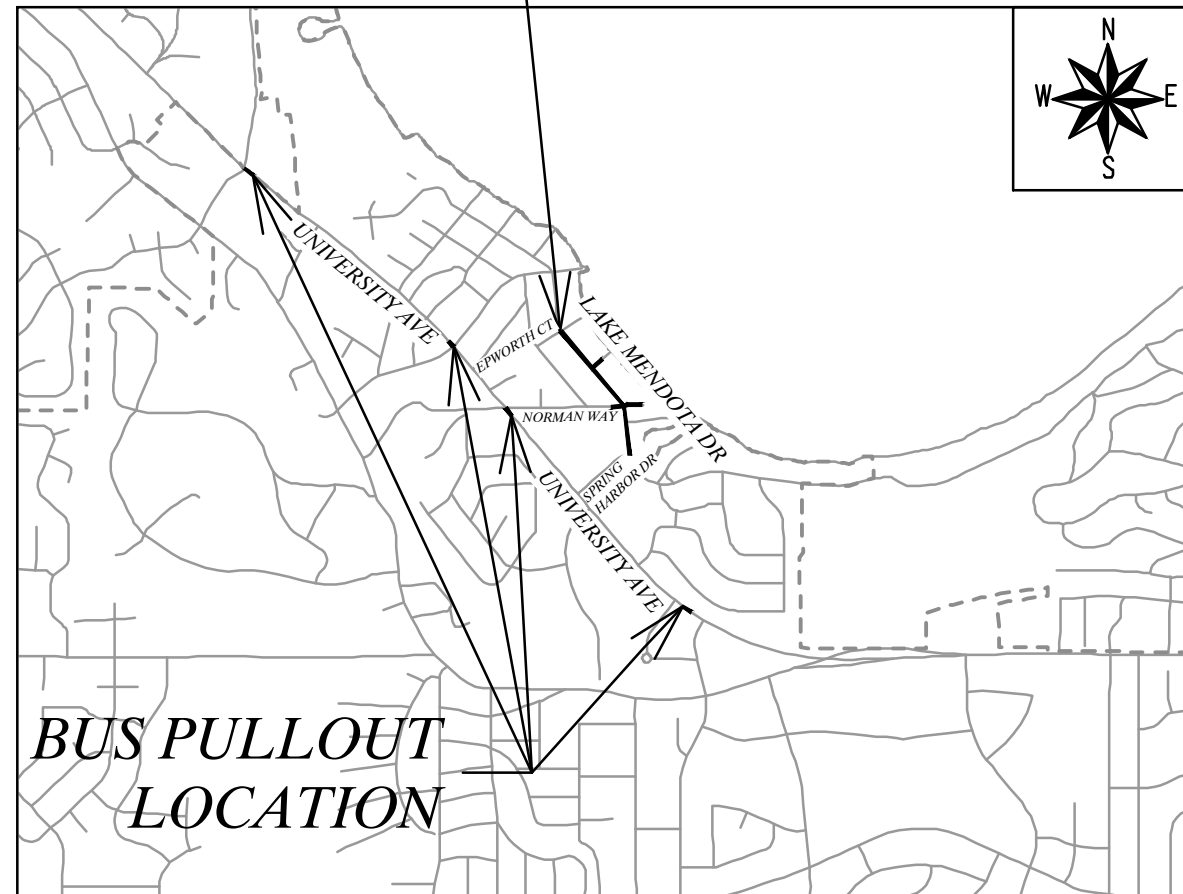 N
W E
S
UNIVERSITY AVE
EPWORTH CT
LAKE MENDOTA DR
NORMAN WAY
SPRING
HARBOR DR
UNIVERSITY AVE
BUS PULLOUT
LOCATION